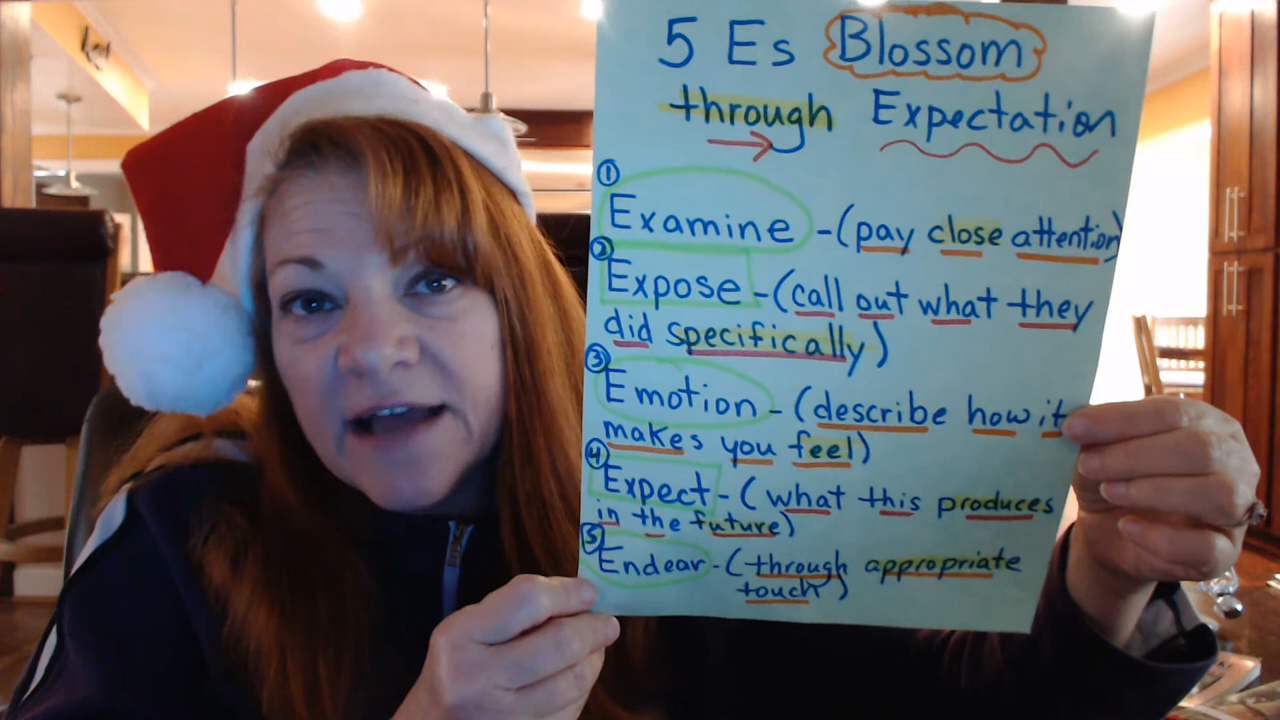 5 Es Blossom
through Expectation
① Examine - (pay close attention)
② Expose - (call out what they
did specifically)
③ Emotion - (describe how it
makes you feel)
④ Expect - (what this produces
in the future)
⑤ Endear - (through appropriate
touch)